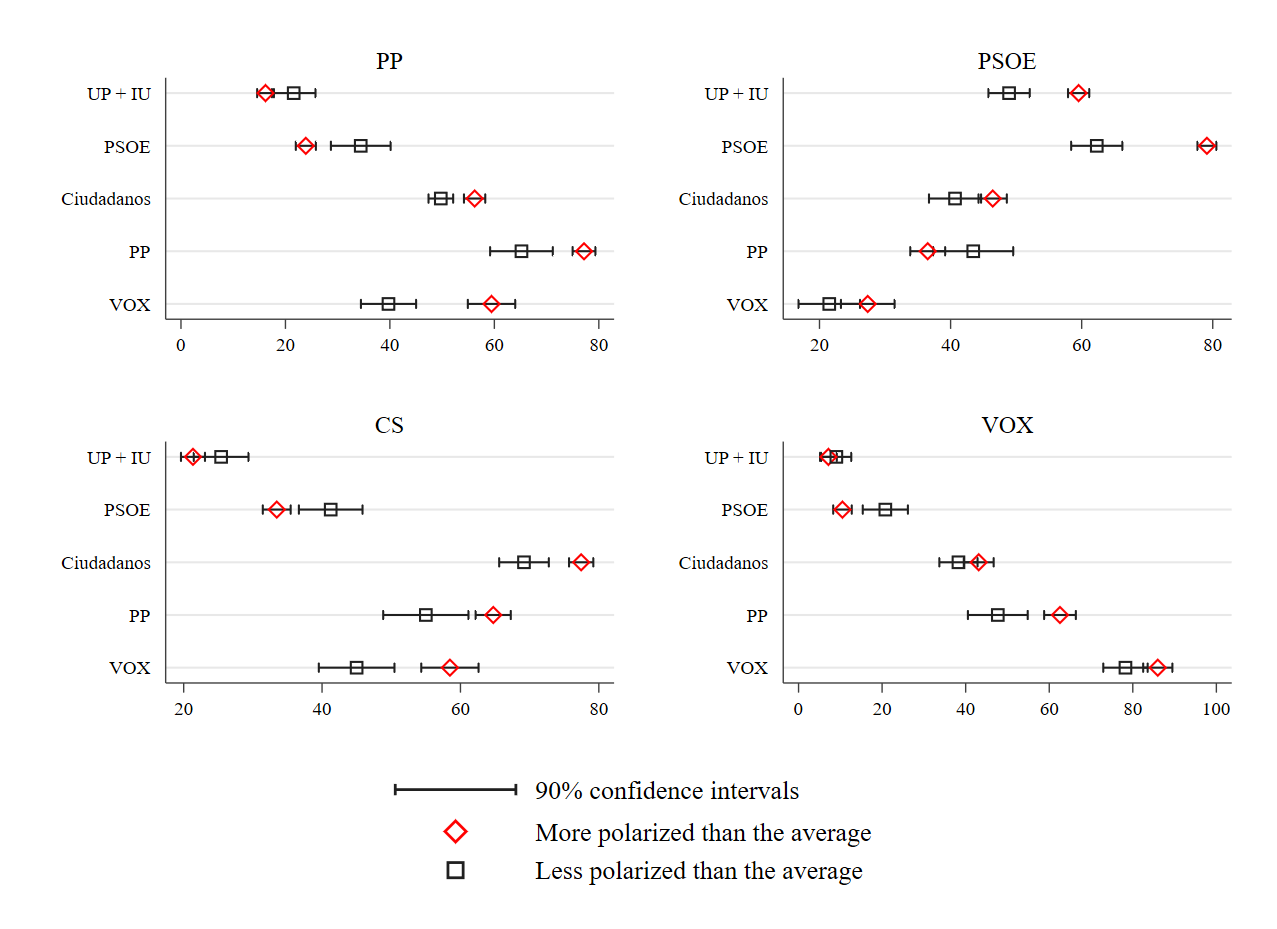 PP
UP + IU
PSOE
Ciudadanos
PP
VOX
0 20 40 60 80
PSOE
UP + IU
PSOE
Ciudadanos
PP
VOX
20 40 60 80
CS
UP + IU
PSOE
Ciudadanos
PP
VOX
20 40 60 80
VOX
UP + IU
PSOE
Ciudadanos
PP
VOX
0 20 40 60 80 100
90% confidence intervals
More polarized than the average
Less polarized than the average